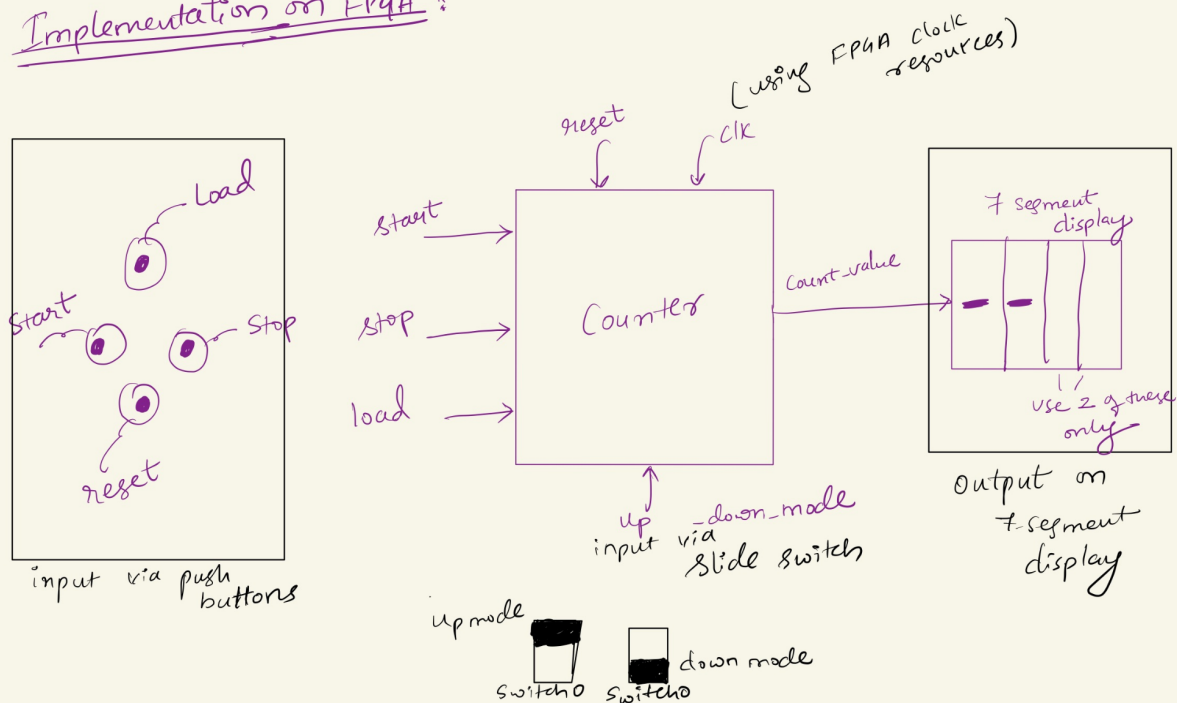 Implementation on FPGA :
(using FPGA clock
resources)
reset
clk
Load
Start
Stop
reset
input via push
buttons
start
stop
load
Counter
Count_value
up_down_mode
input via
slide switch
7 segment
display
use 2 of these
only
Output on
7-segment
display
up mode
down mode
switch0
switch0